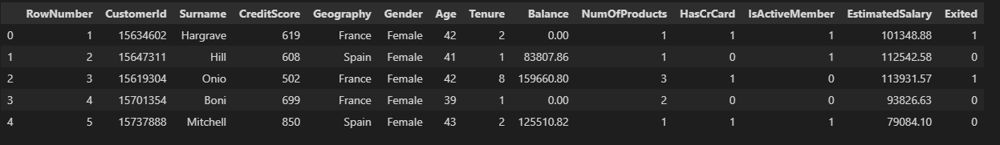 RowNumber CustomerId Surname CreditScore Geography Gender Age Tenure Balance NumOfProducts HasCrCard IsActiveMember EstimatedSalary Exited
0 1 15634602 Hargrave 619 France Female 42 2 0.00 1 1 1 101348.88 1
1 2 15647311 Hill 608 Spain Female 41 1 83807.86 1 0 1 112542.58 0
2 3 15619304 Onio 502 France Female 42 8 159660.80 3 1 0 113931.57 1
3 4 15701354 Boni 699 France Female 39 1 0.00 2 0 0 93826.63 0
4 5 15737888 Mitchell 850 Spain Female 43 2 125510.82 1 1 1 79084.10 0